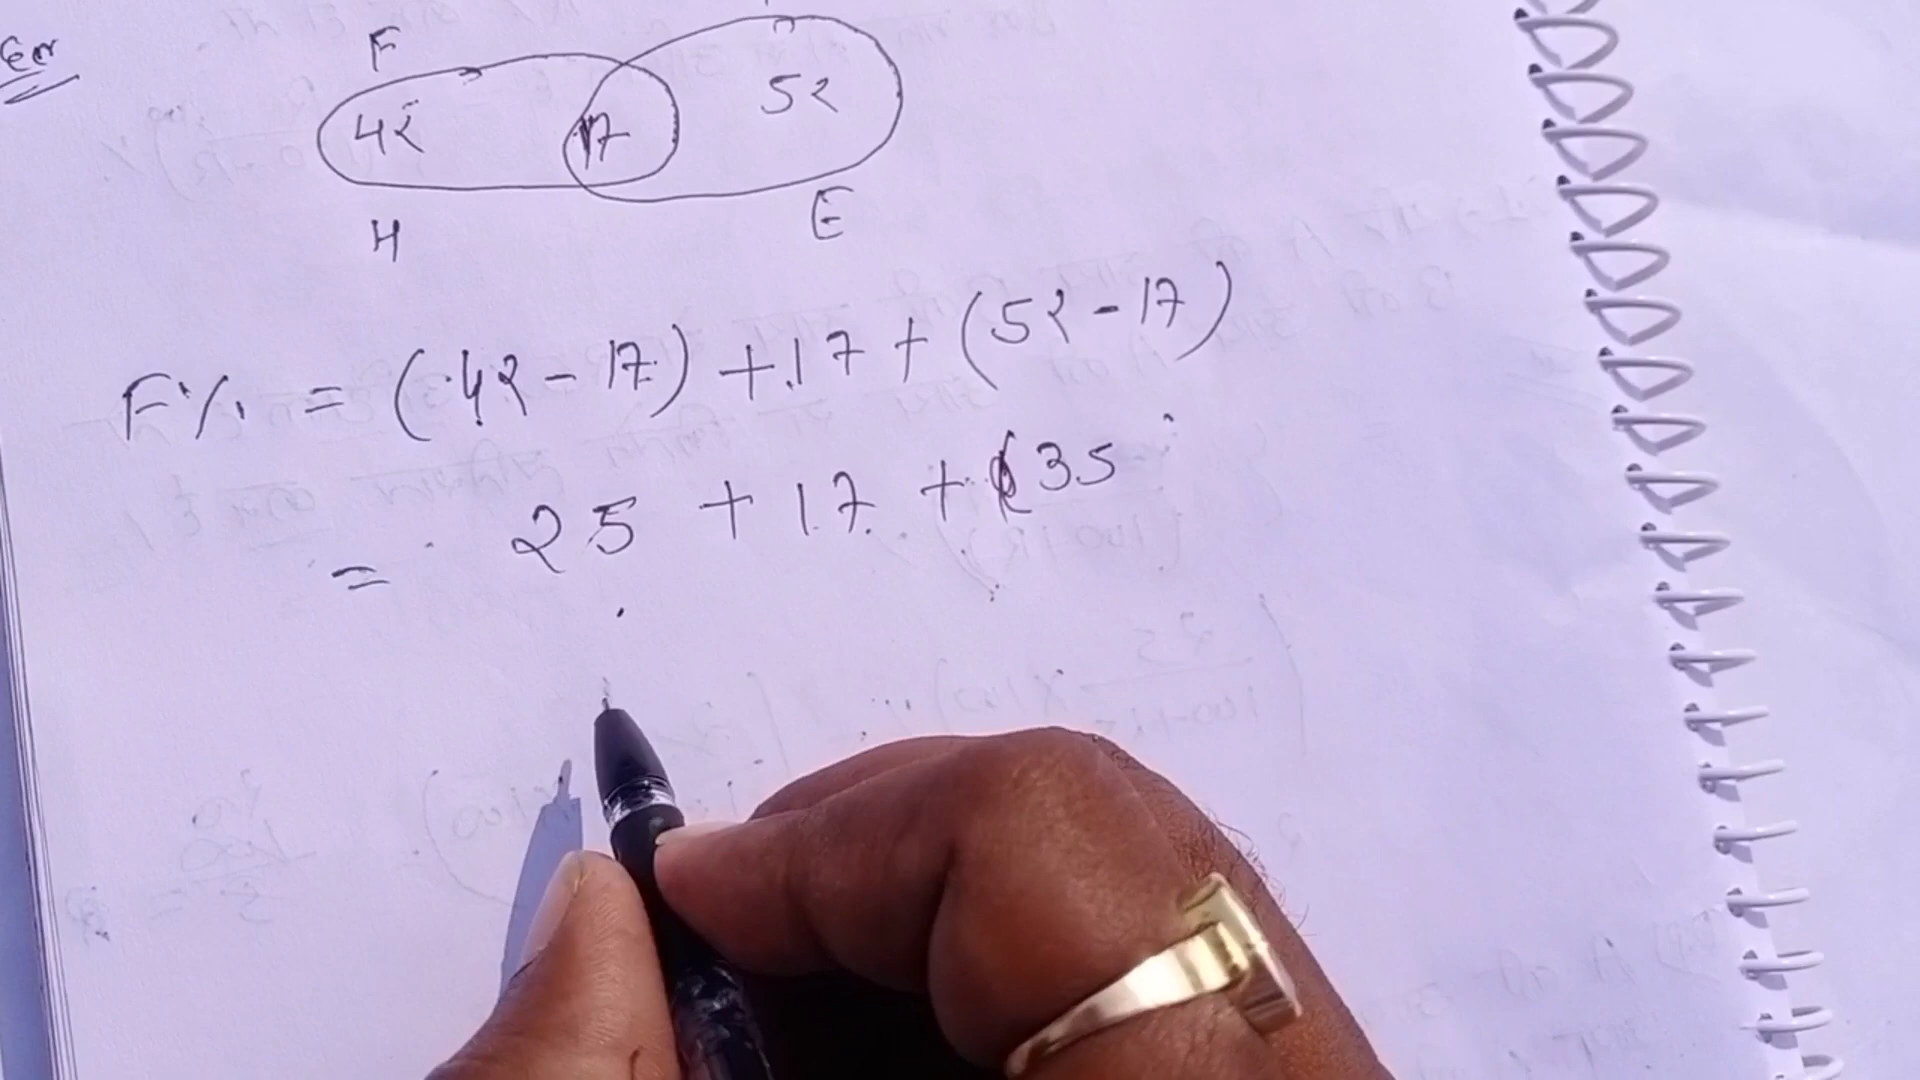 F
42 17 52
H E
F% = (42 - 17) + 17 + (52 - 17)
= 25 + 17 + 35